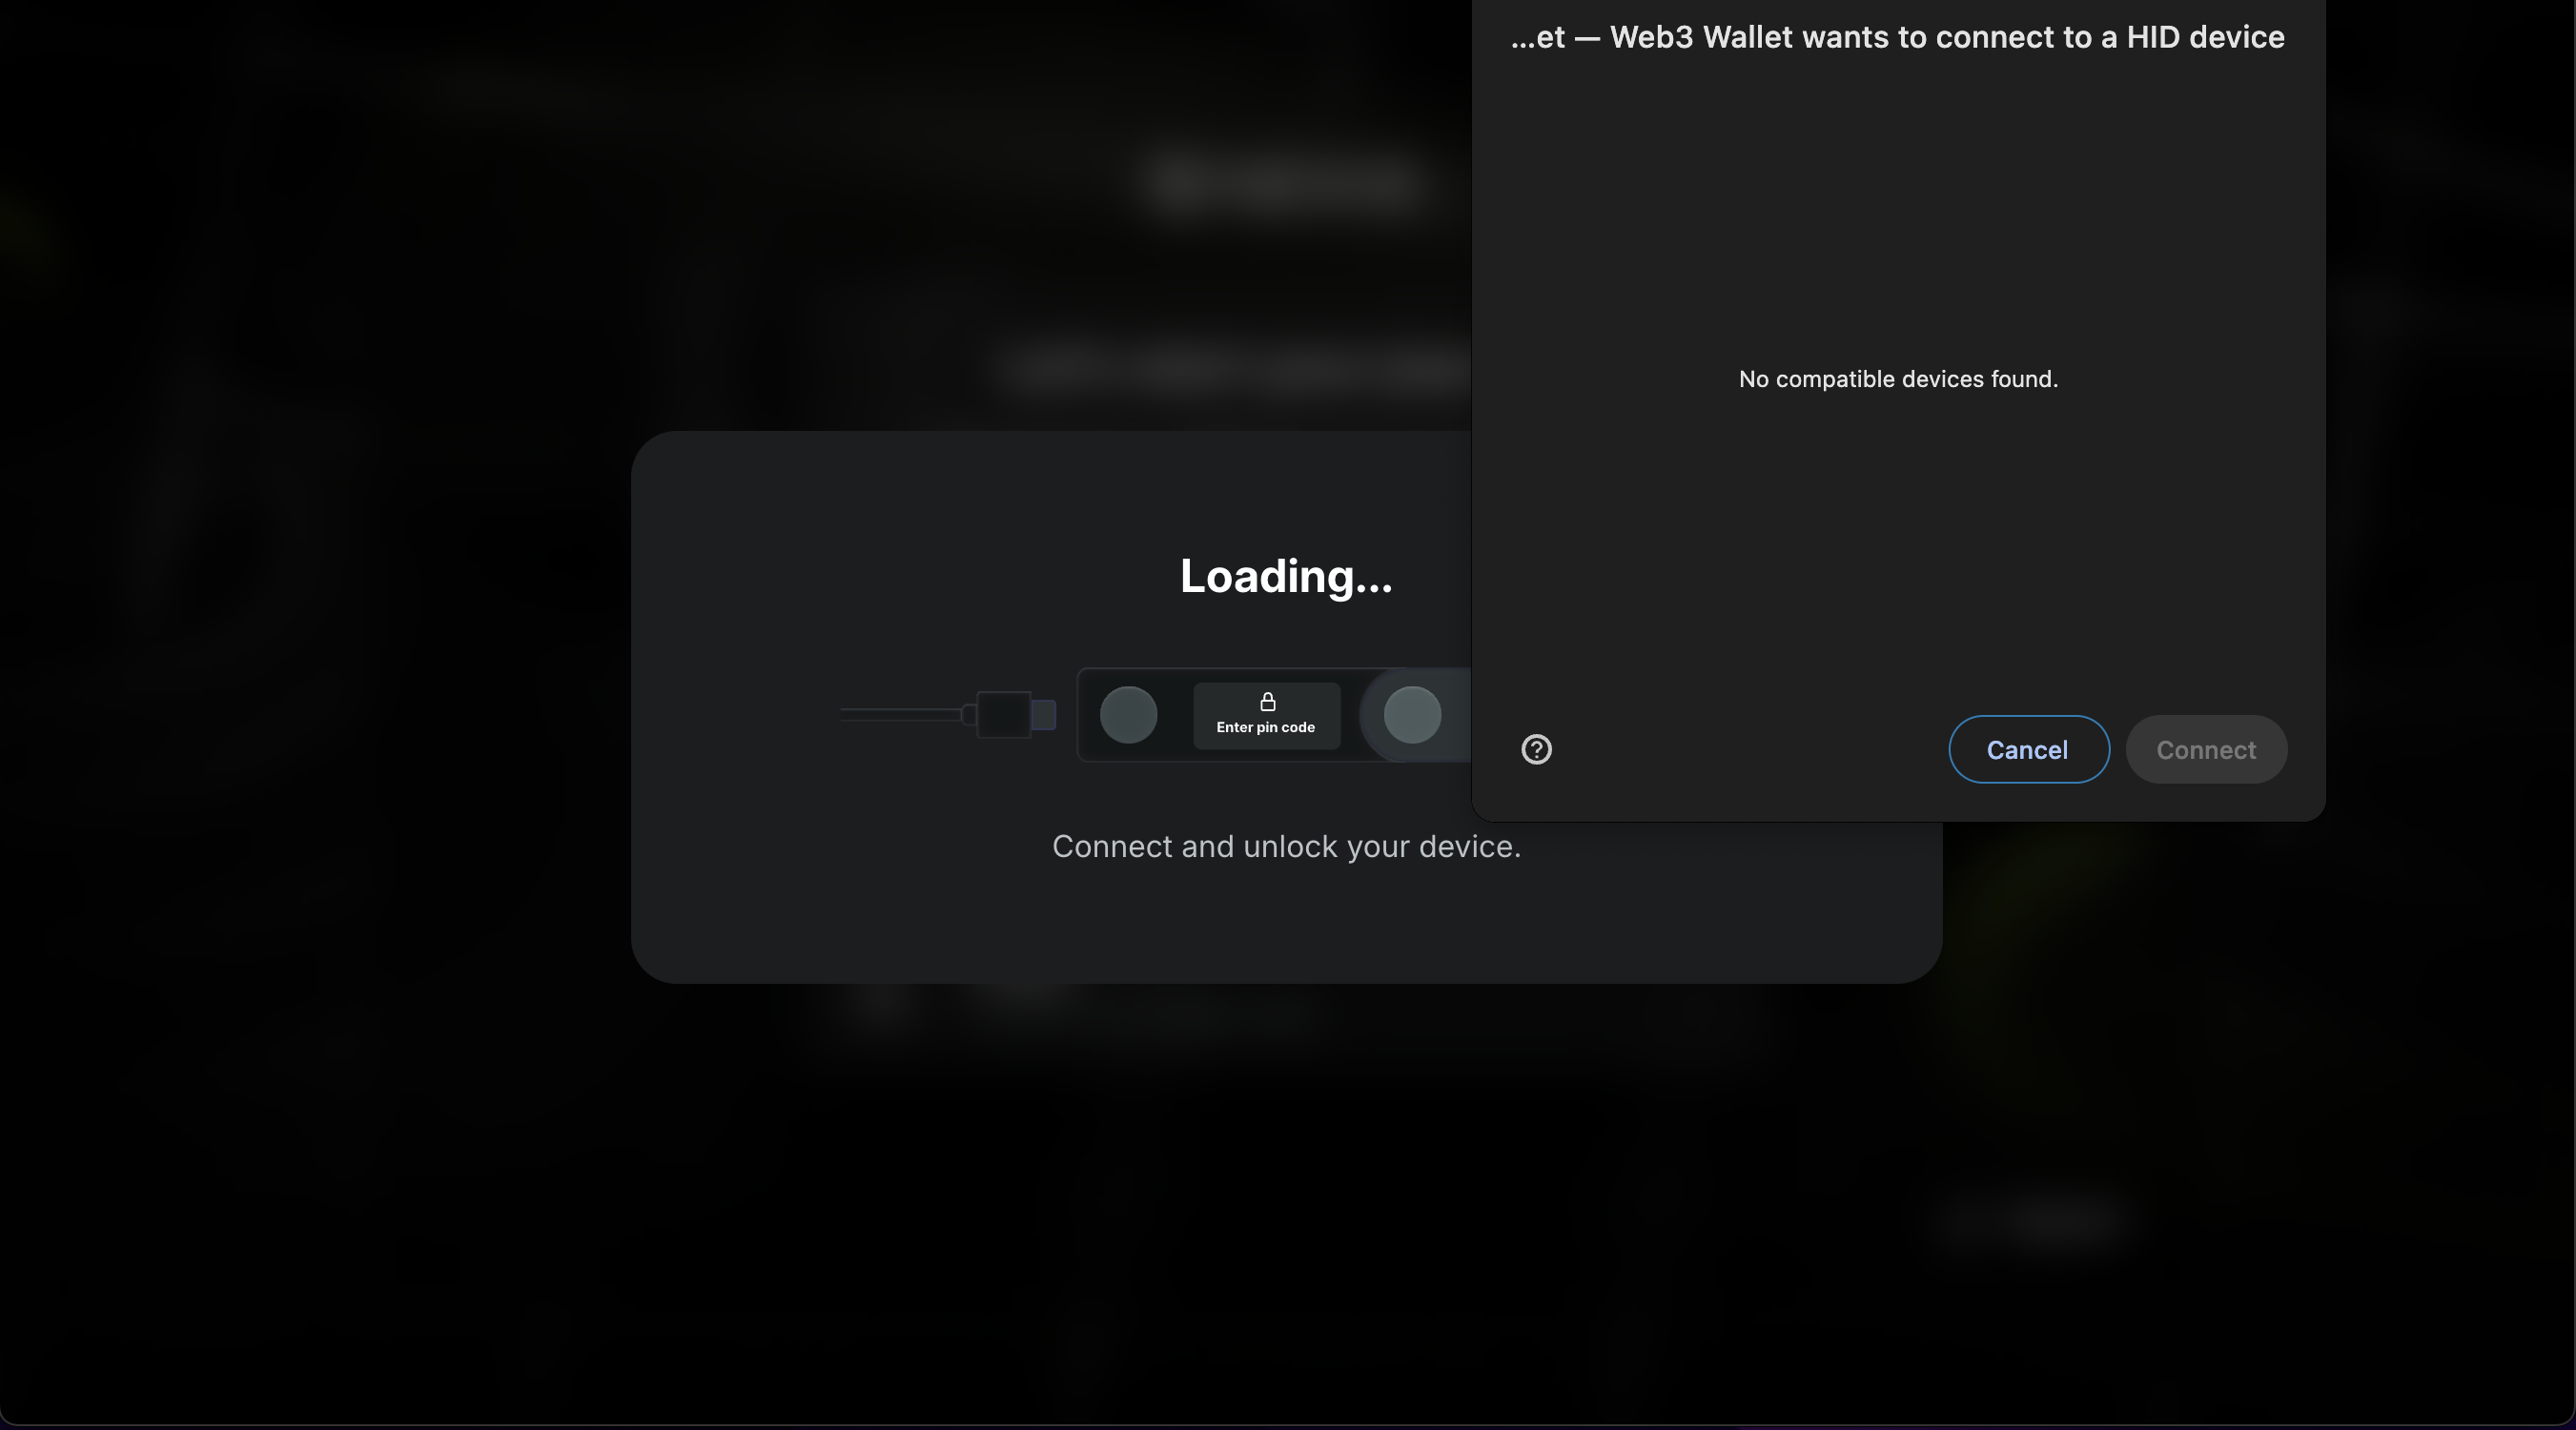 ...et — Web3 Wallet wants to connect to a HID device
No compatible devices found.
Loading...
Enter pin code
Cancel
Connect
Connect and unlock your device.